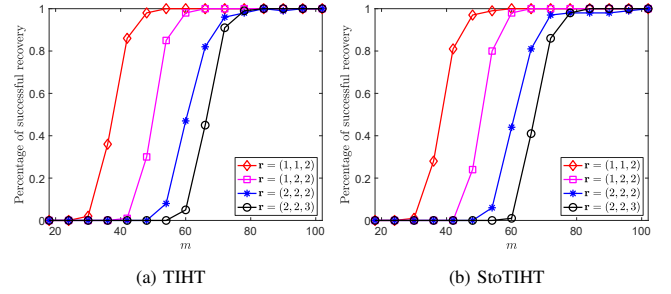 Percentage of successful recovery
1
0.8
0.6
0.4
0.2
0
20
40
60
80
100
m
r = (1, 1, 2)
r = (1, 2, 2)
r = (2, 2, 2)
r = (2, 2, 3)
(a) TIHT
Percentage of successful recovery
1
0.8
0.6
0.4
0.2
0
20
40
60
80
100
m
r = (1, 1, 2)
r = (1, 2, 2)
r = (2, 2, 2)
r = (2, 2, 3)
(b) StoTIHT